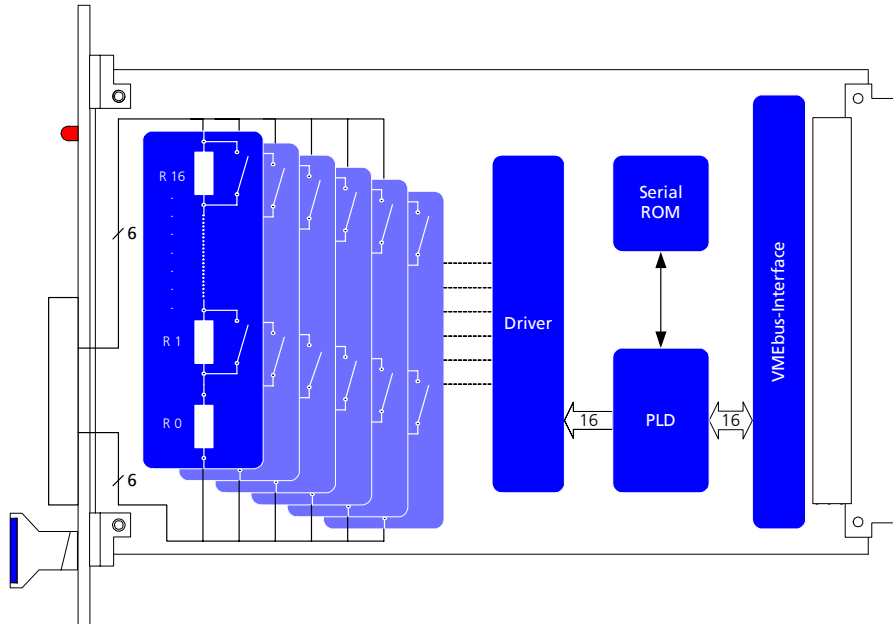 R 16
6
R 1
R 0
6
Driver
Serial
ROM
16
PLD
16
VMEbus-Interface